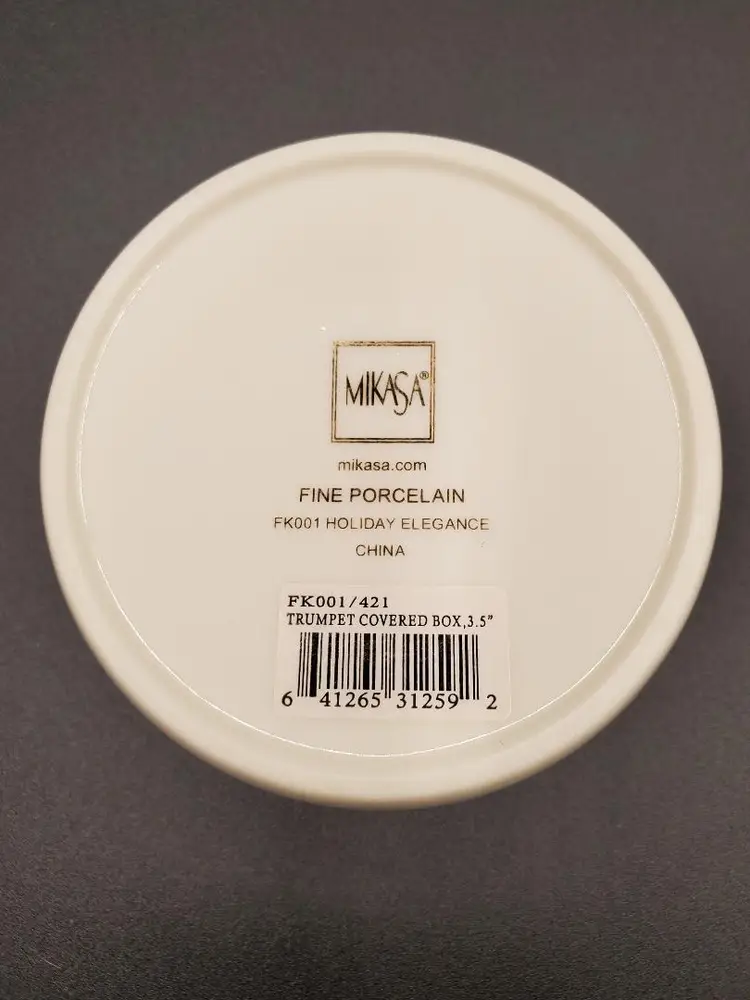 MIKASA®
mikasa.com
FINE PORCELAIN
FK001 HOLIDAY ELEGANCE
CHINA
FK001/421
TRUMPET COVERED BOX,3.5"
6 41265 31259 2